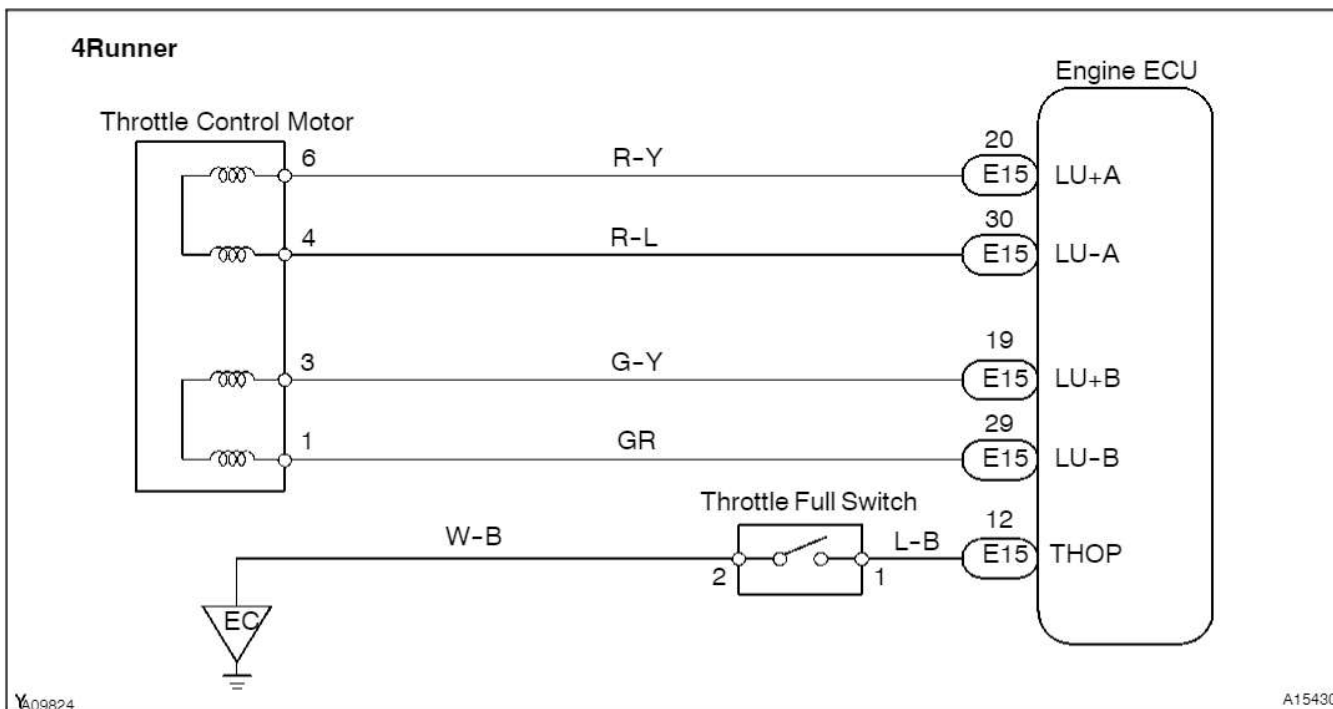 4Runner
Engine ECU
Throttle Control Motor
6 R-Y 20
E15 LU+A
4 R-L 30
E15 LU-A
3 G-Y 19
E15 LU+B
1 GR 29
E15 LU-B
Throttle Full Switch
W-B 2 1 L-B 12
E15 THOP
EC
A09824
A15430